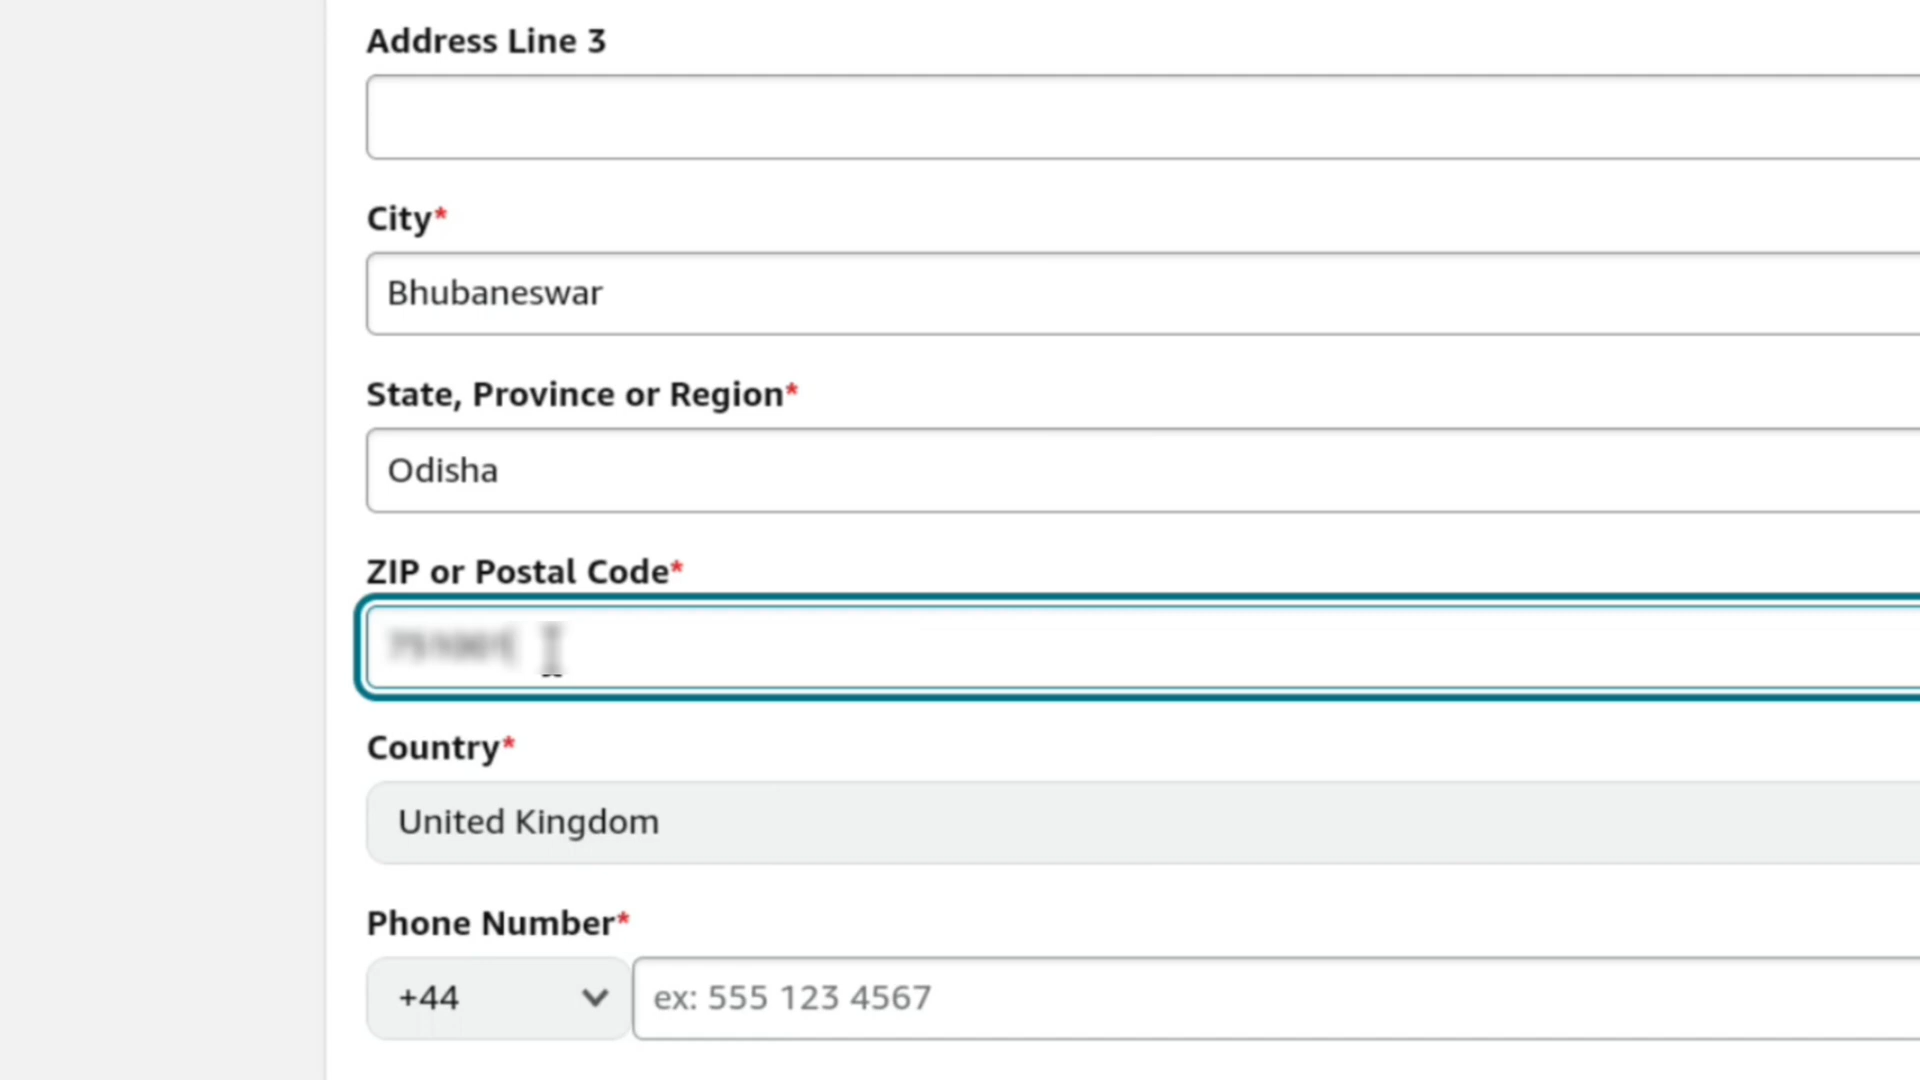 Address Line 3
City*
Bhubaneswar
State, Province or Region*
Odisha
ZIP or Postal Code*
Country*
United Kingdom
Phone Number*
+44
ex: 555 123 4567